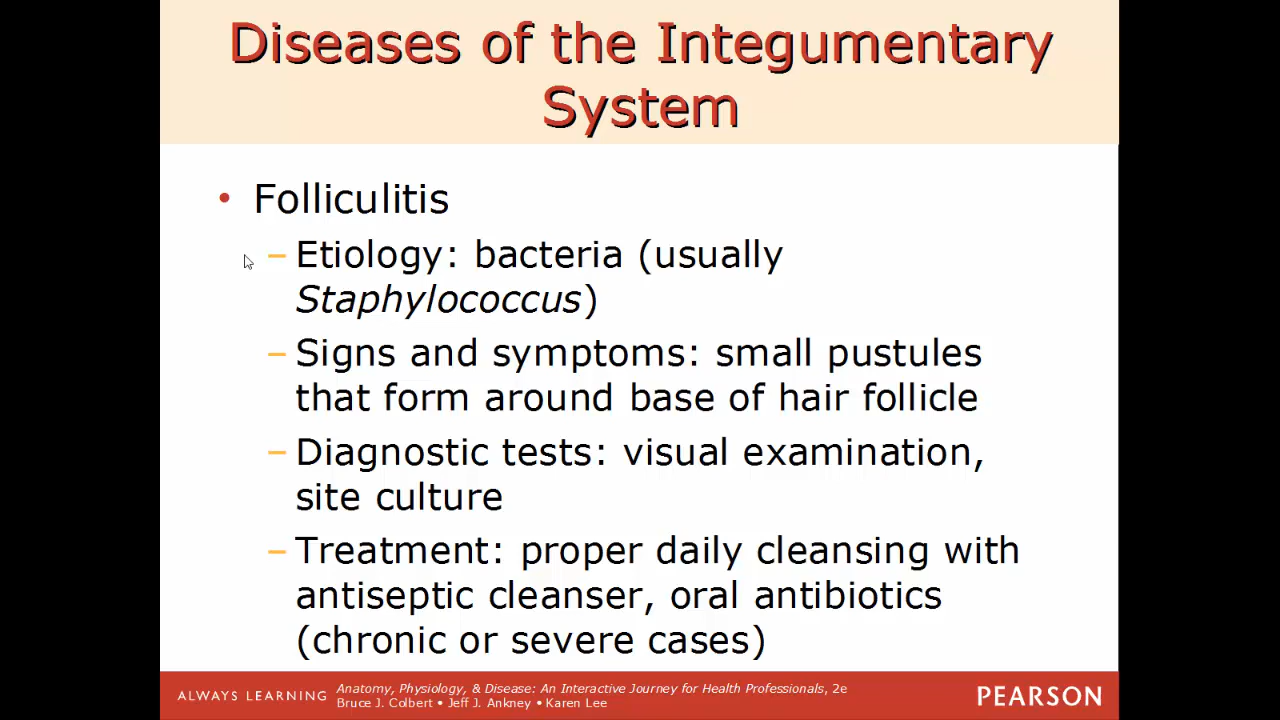 Diseases of the Integumentary
System
• Folliculitis
– Etiology: bacteria (usually
Staphylococcus)
– Signs and symptoms: small pustules
that form around base of hair follicle
– Diagnostic tests: visual examination,
site culture
– Treatment: proper daily cleansing with
antiseptic cleanser, oral antibiotics
(chronic or severe cases)
ALWAYS LEARNING
Anatomy, Physiology, & Disease: An Interactive Journey for Health Professionals, 2e
Bruce J. Colbert • Jeff J. Ankney • Karen Lee
PEARSON